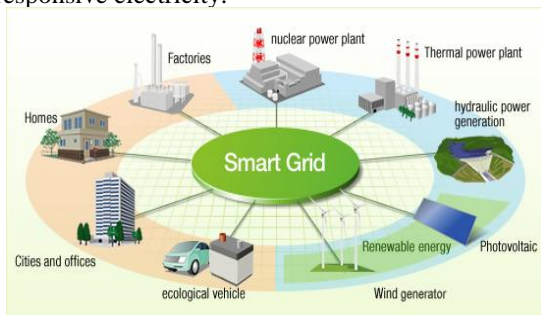 responsive electricity.
nuclear power plant
Factories
Thermal power plant
hydraulic power
generation
Homes
Smart Grid
Renewable energy
Photovoltaic
Cities and offices
ecological vehicle
Wind generator